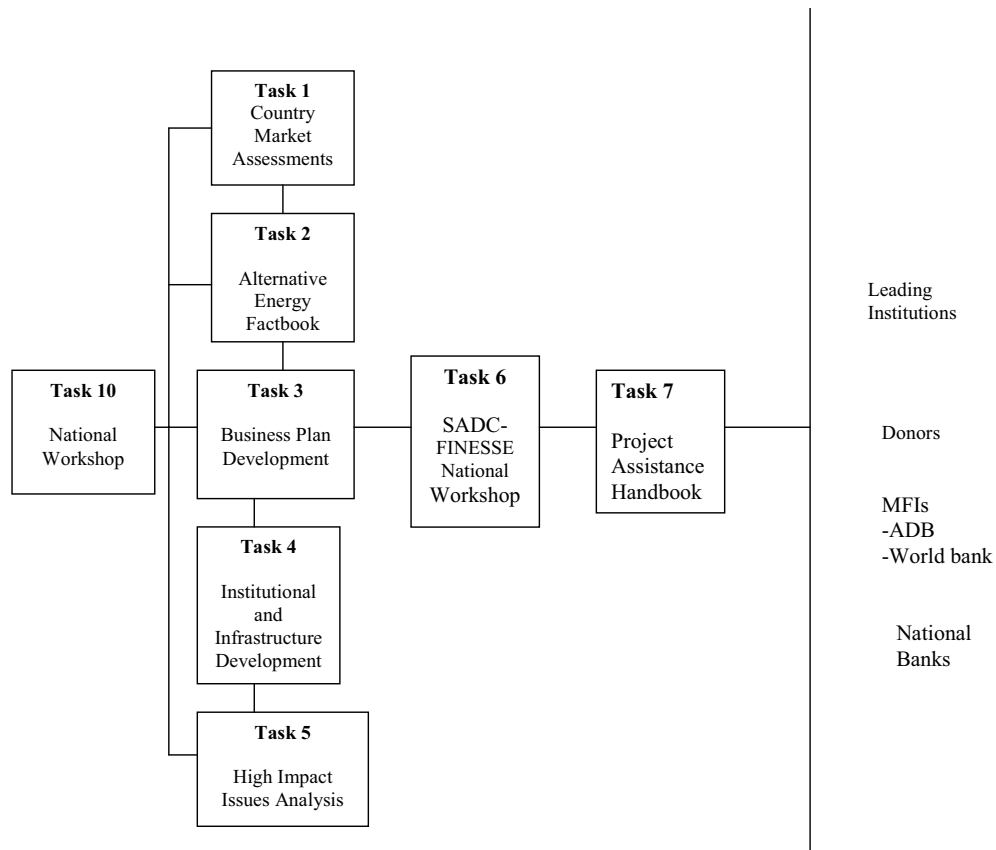 Task 1
Country
Market
Assessments
Task 2
Alternative
Energy
Factbook
Task 10
National
Workshop
Task 3
Business Plan
Development
Task 4
Institutional
and
Infrastructure
Development
Task 5
High Impact
Issues Analysis
Task 6
SADC-
FINESSE
National
Workshop
Task 7
Project
Assistance
Handbook
Leading
Institutions
Donors
MFIs
-ADB
-World bank
National
Banks